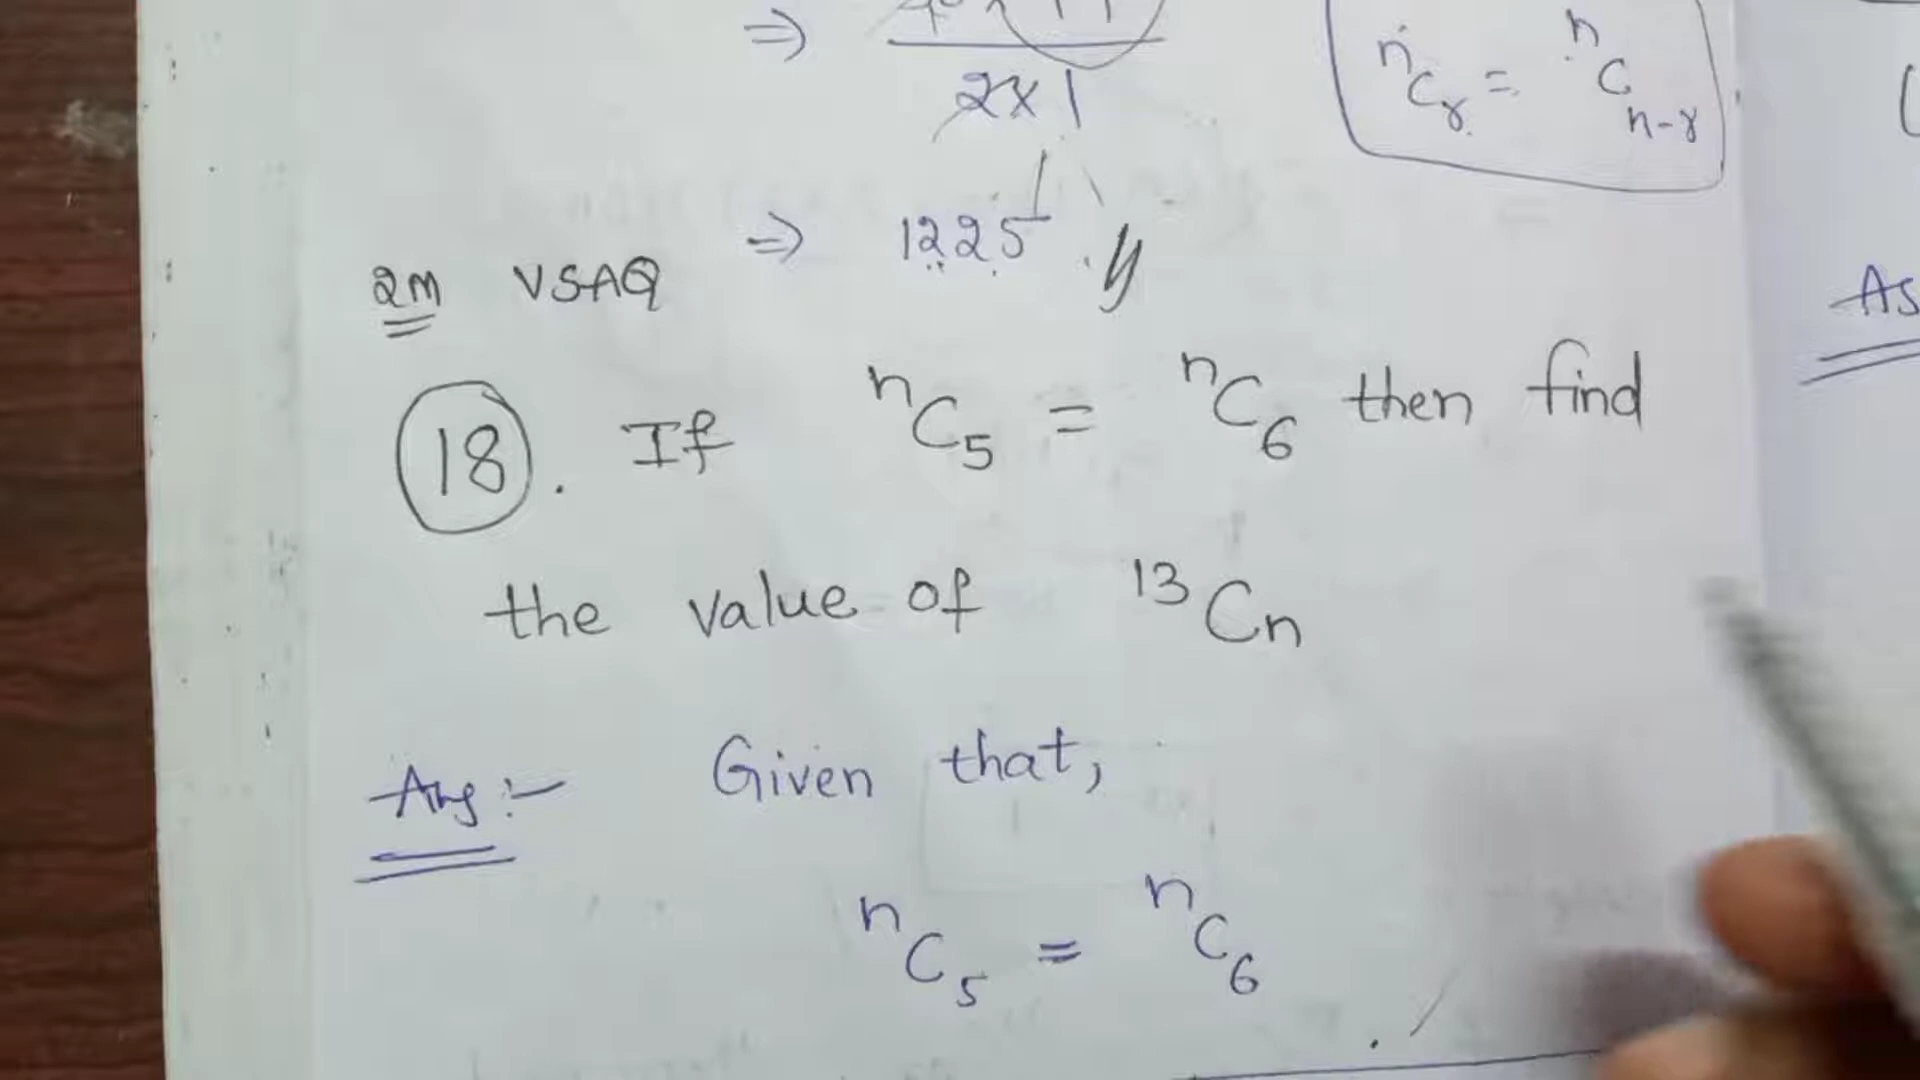 ⇒ 2×1
ⁿCᵣ = ⁿCₙ₋ᵣ
⇒ 1225
2M VSAQ
18. If ⁿC₅ = ⁿC₆ then find
the value of ¹³Cₙ
Ans :- Given that,
ⁿC₅ = ⁿC₆